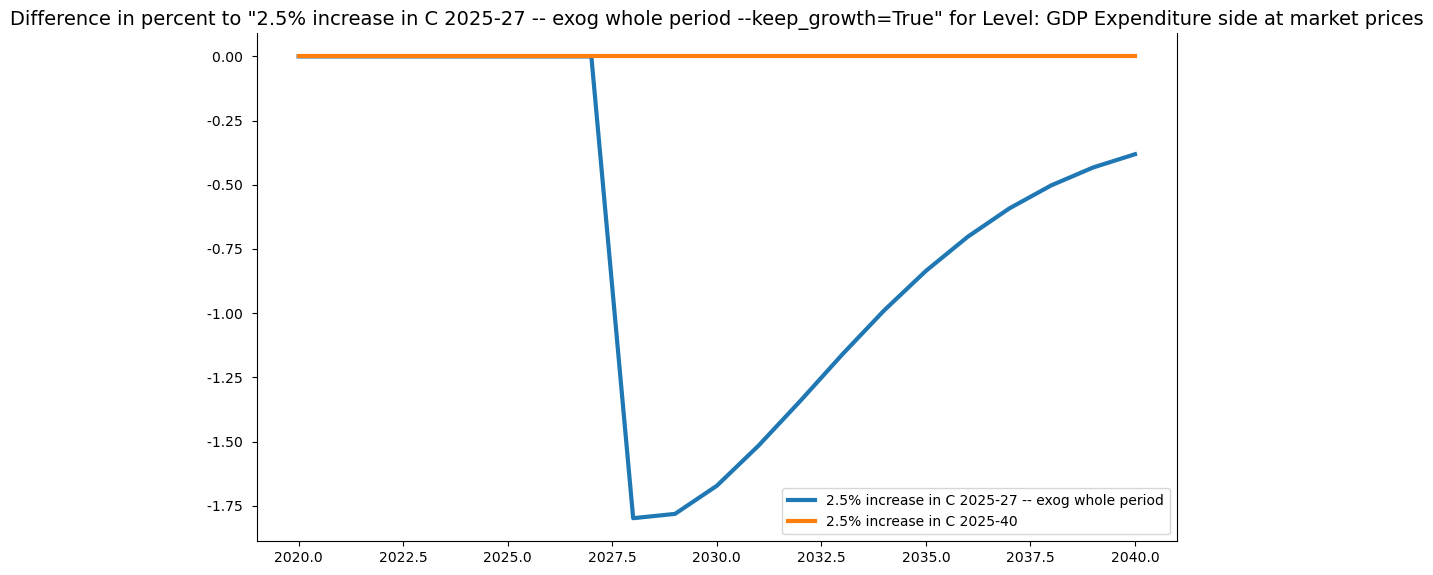 Difference in percent to "2.5% increase in C 2025-27 -- exog whole period --keep_growth=True" for Level: GDP Expenditure side at market prices
0.00
-0.25
-0.50
-0.75
-1.00
-1.25
-1.50
-1.75
2.5% increase in C 2025-27 -- exog whole period
2.5% increase in C 2025-40
2020.0 2022.5 2025.0 2027.5 2030.0 2032.5 2035.0 2037.5 2040.0